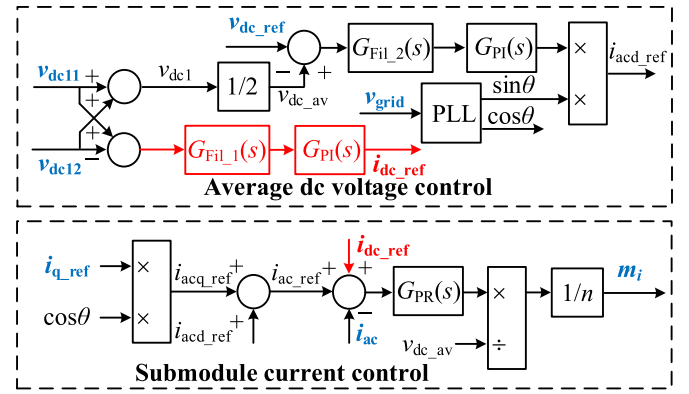 v_dc_ref
G_Fil_2(s) G_PI(s) ×
v_dc11 + + v_dc1 1/2 − + v_dc_av i_acd_ref
v_grid PLL sinθ × cosθ
+ +
v_dc12 − G_Fil_1(s) G_PI(s) i_dc_ref
Average dc voltage control
i_dc_ref
i_q_ref × i_acq_ref + i_ac_ref + + G_PR(s) × 1/n m_i
cosθ × i_acd_ref + − i_ac
v_dc_av ÷
Submodule current control